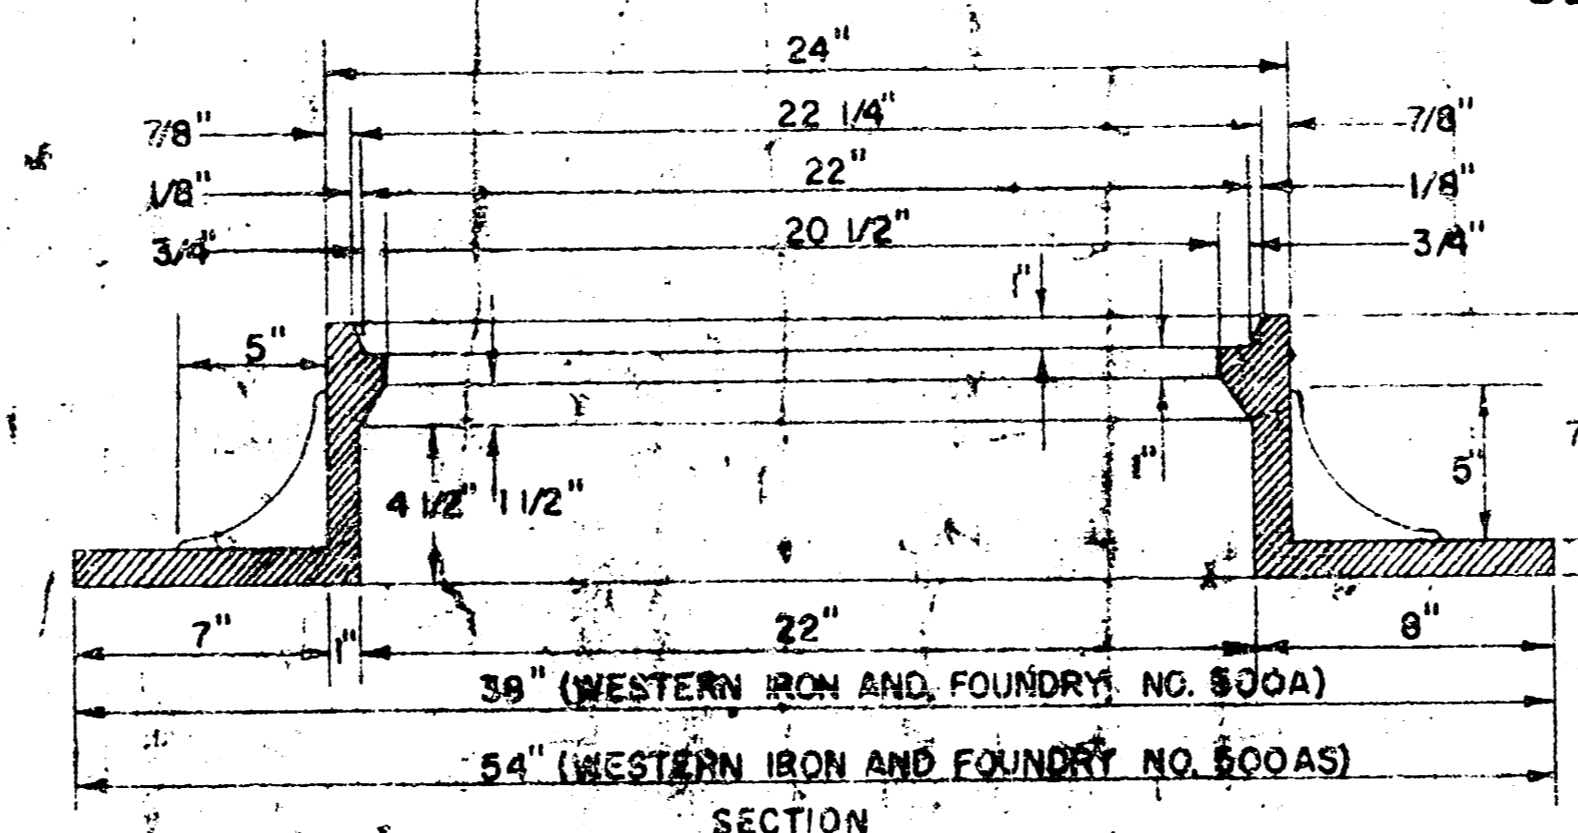 24"
7/8" 22 1/4" 7/8"
1/8" 22" 1/8"
3/4" 20 1/2" 3/4"
1"
5"
4 1/2" 1 1/2" 1" 5"
7" 1" 22" 8"
38" (WESTERN IRON AND FOUNDRY NO. 500A)
54" (WESTERN IRON AND FOUNDRY NO. 500AS)
SECTION